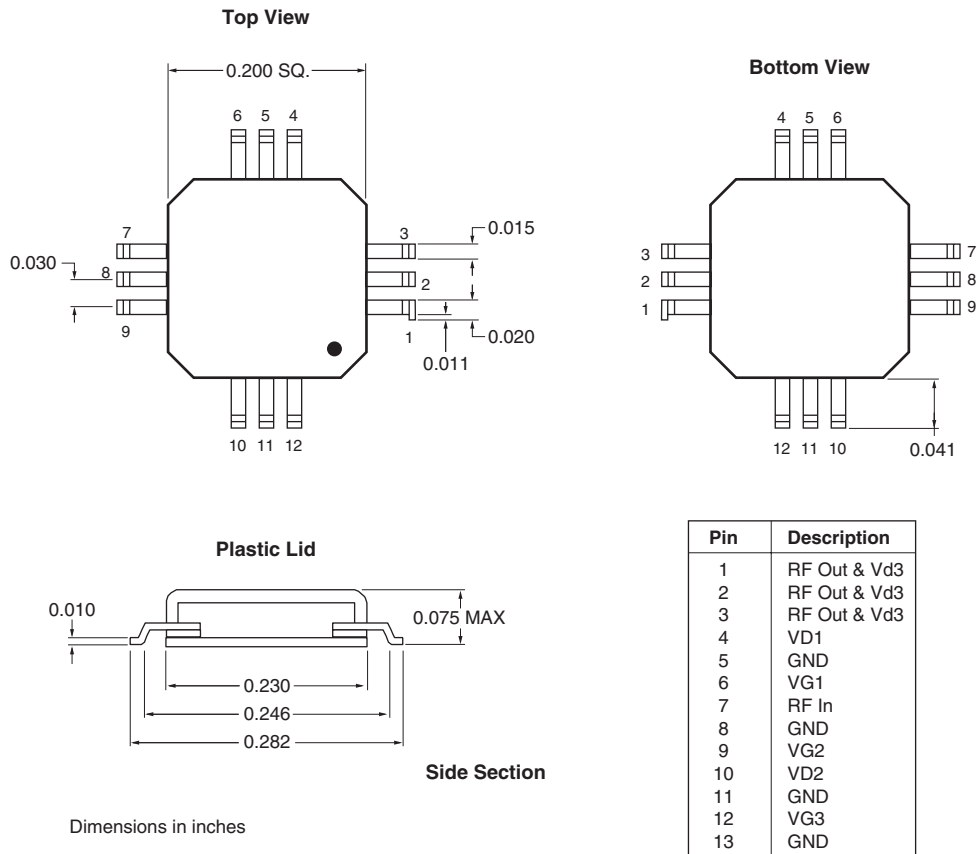 Top View
0.200 SQ.
6 5 4
7
8
9
3
2
1
0.030
0.015
0.020
0.011
10 11 12
Bottom View
4 5 6
3
2
1
7
8
9
12 11 10
0.041
Plastic Lid
0.010
0.075 MAX
0.230
0.246
0.282
Side Section
Dimensions in inches
Pin Description
1 RF Out & Vd3
2 RF Out & Vd3
3 RF Out & Vd3
4 VD1
5 GND
6 VG1
7 RF In
8 GND
9 VG2
10 VD2
11 GND
12 VG3
13 GND